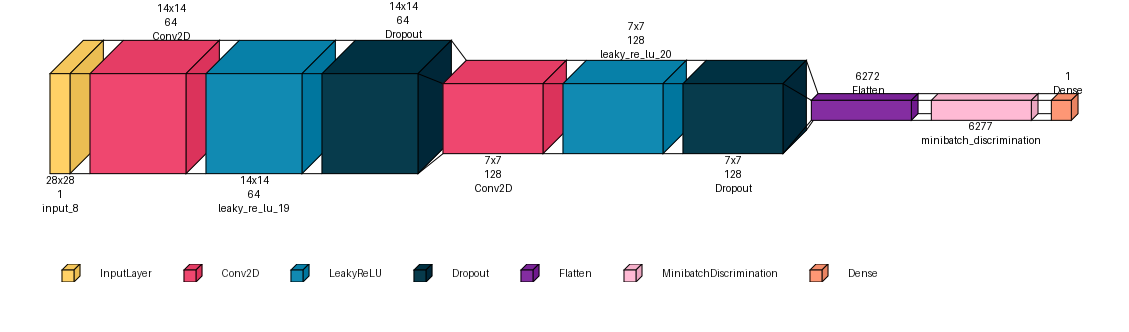 14x14
64
Conv2D
14x14
64
Dropout
7x7
128
leaky_re_lu_20
6272
Flatten
1
Dense
28x28
1
input_8
14x14
64
leaky_re_lu_19
7x7
128
Conv2D
7x7
128
Dropout
6277
minibatch_discrimination
InputLayer
Conv2D
LeakyReLU
Dropout
Flatten
MinibatchDiscrimination
Dense